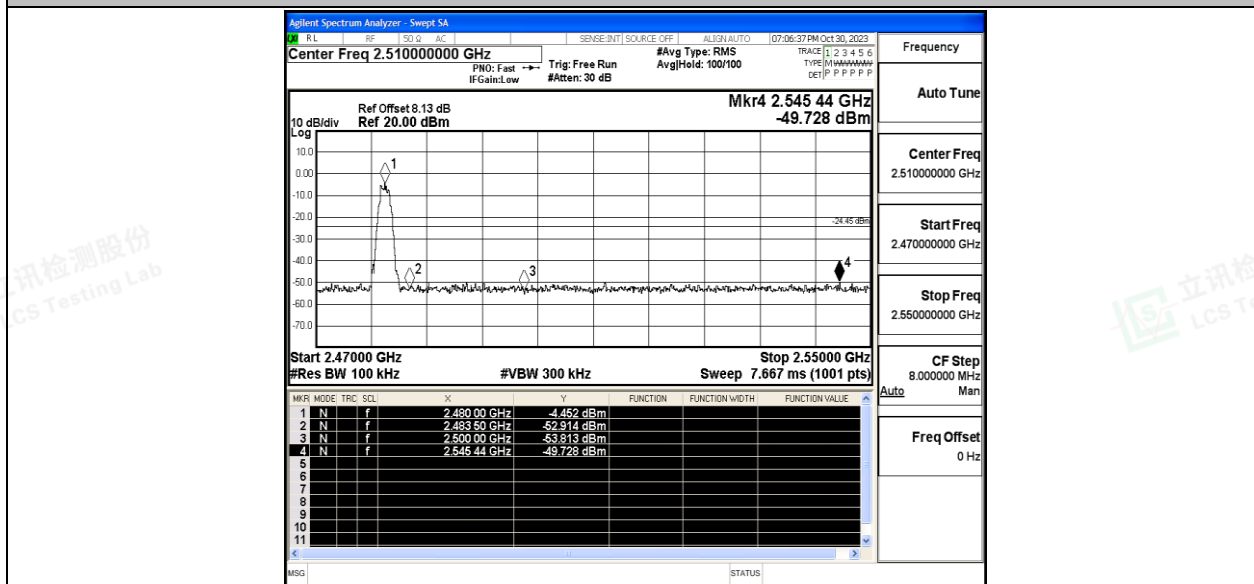 Agilent Spectrum Analyzer - Swept SA
RL RF 50 Ω AC SENSE:INT SOURCE OFF ALIGN AUTO 07:06:37 PM Oct 30, 2023
Center Freq 2.510000000 GHz
PNO: Fast
IFGain:Low
Trig: Free Run
#Atten: 30 dB
#Avg Type: RMS
Avg|Hold: 100/100
TRACE 1 2 3 4 5 6
TYPE M WWWWW
DET P P P P P P
Ref Offset 8.13 dB
10 dB/div Ref 20.00 dBm
Log
Mkr4 2.545 44 GHz
-49.728 dBm
10.0
0.00
-10.0
-20.0
-30.0
-40.0
-50.0
-60.0
-70.0
1
2
3
4
-24.45 dBm
Start 2.47000 GHz Stop 2.55000 GHz
#Res BW 100 kHz #VBW 300 kHz Sweep 7.667 ms (1001 pts)
MKR MODE TRC SCL X Y FUNCTION FUNCTION WIDTH FUNCTION VALUE
1 N f 2.480 00 GHz -4.452 dBm
2 N f 2.483 50 GHz -52.914 dBm
3 N f 2.500 00 GHz -53.813 dBm
4 N f 2.545 44 GHz -49.728 dBm
5
6
7
8
9
10
11
MSG STATUS
Frequency
Auto Tune
Center Freq
2.510000000 GHz
Start Freq
2.470000000 GHz
Stop Freq
2.550000000 GHz
CF Step
8.000000 MHz
Auto Man
Freq Offset
0 Hz
立讯检测股份
LCS Testing Lab
立讯检
LCS Te